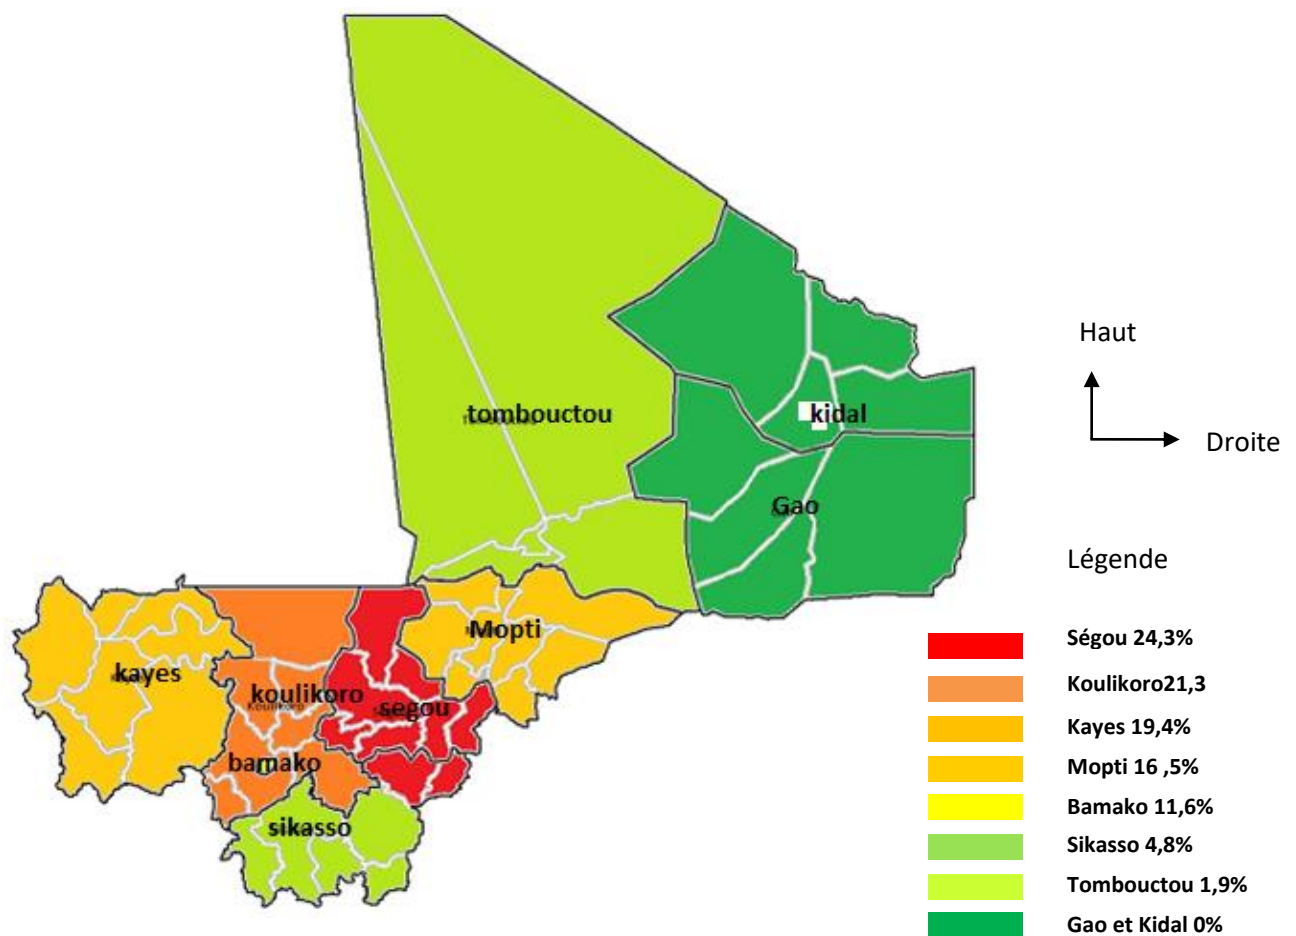 tombouctou
kidal
Gao
Mopti
kayes
koulikoro
Koulikoro
segou
bamako
sikasso
Haut
Droite
Légende
Ségou 24,3%
Koulikoro21,3
Kayes 19,4%
Mopti 16 ,5%
Bamako 11,6%
Sikasso 4,8%
Tombouctou 1,9%
Gao et Kidal 0%